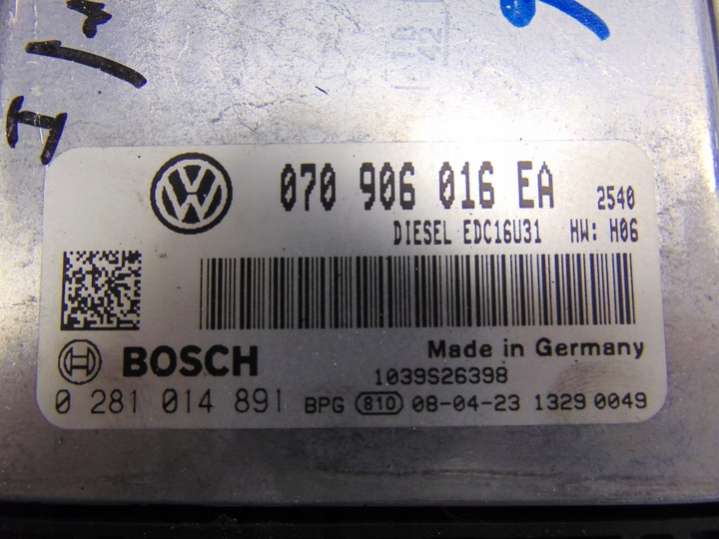 070 906 016 EA 2540
DIESEL EDC16U31 HW: H06
BOSCH Made in Germany
1039S26398
0 281 014 891 BPG 810 08-04-23 1329 0049